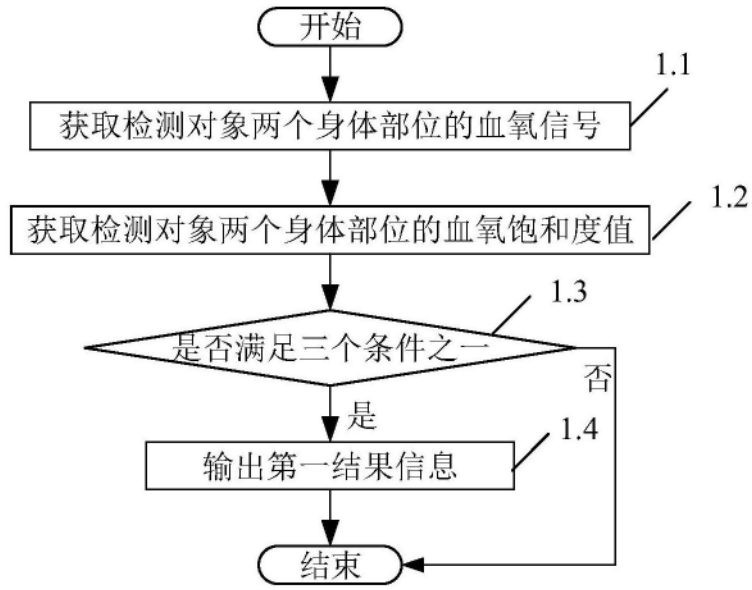 开始
1.1
获取检测对象两个身体部位的血氧信号
1.2
获取检测对象两个身体部位的血氧饱和度值
1.3
是否满足三个条件之一
否
是
1.4
输出第一结果信息
结束